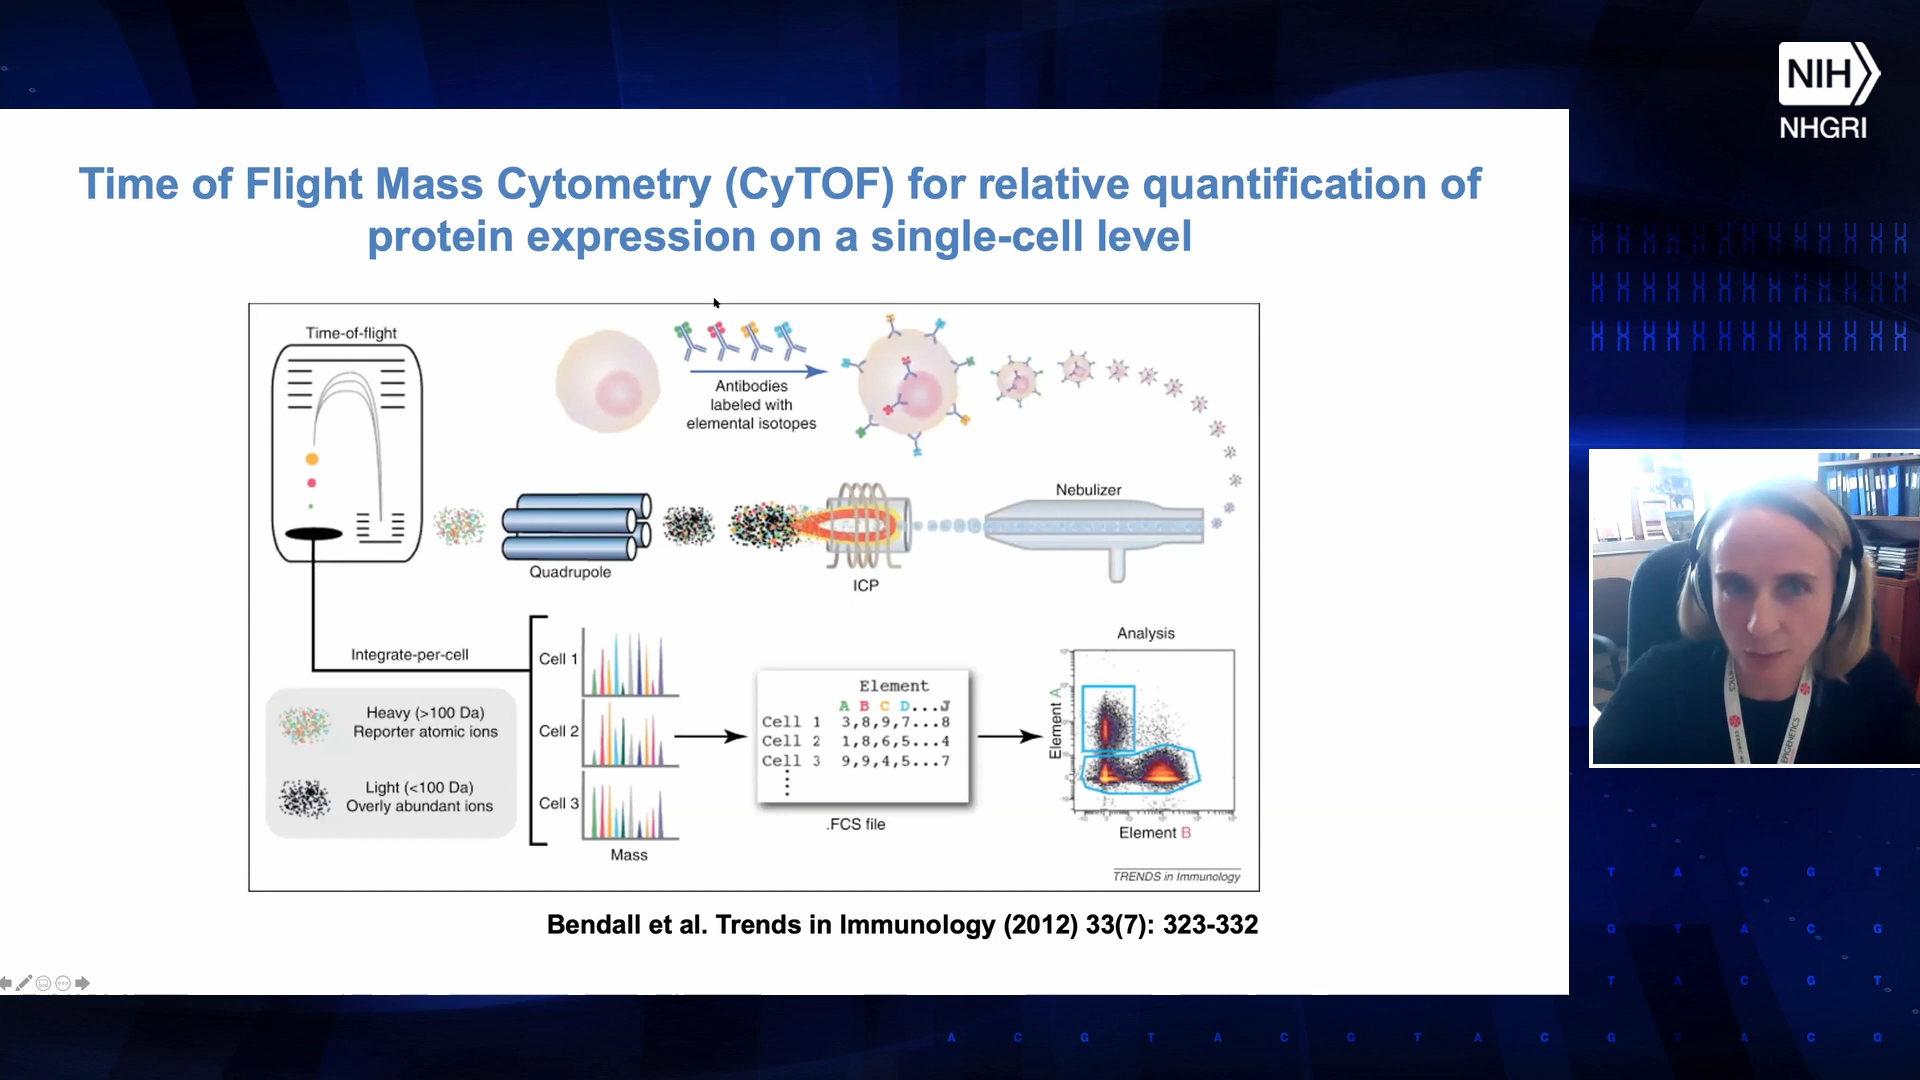 NIH
NHGRI
Time of Flight Mass Cytometry (CyTOF) for relative quantification of
protein expression on a single-cell level
Time-of-flight
Antibodies
labeled with
elemental isotopes
Nebulizer
Quadrupole
ICP
Integrate-per-cell
Heavy (>100 Da)
Reporter atomic ions
Light (<100 Da)
Overly abundant ions
Cell 1
Cell 2
Cell 3
Mass
Element
A B C D...J
Cell 1 3,8,9,7...8
Cell 2 1,8,6,5...4
Cell 3 9,9,4,5...7
.FCS file
Analysis
Element A
Element B
TRENDS in Immunology
Bendall et al. Trends in Immunology (2012) 33(7): 323-332
T A C G T
G T A C G
T A C G T
A C G T A C G T A C G T A C G